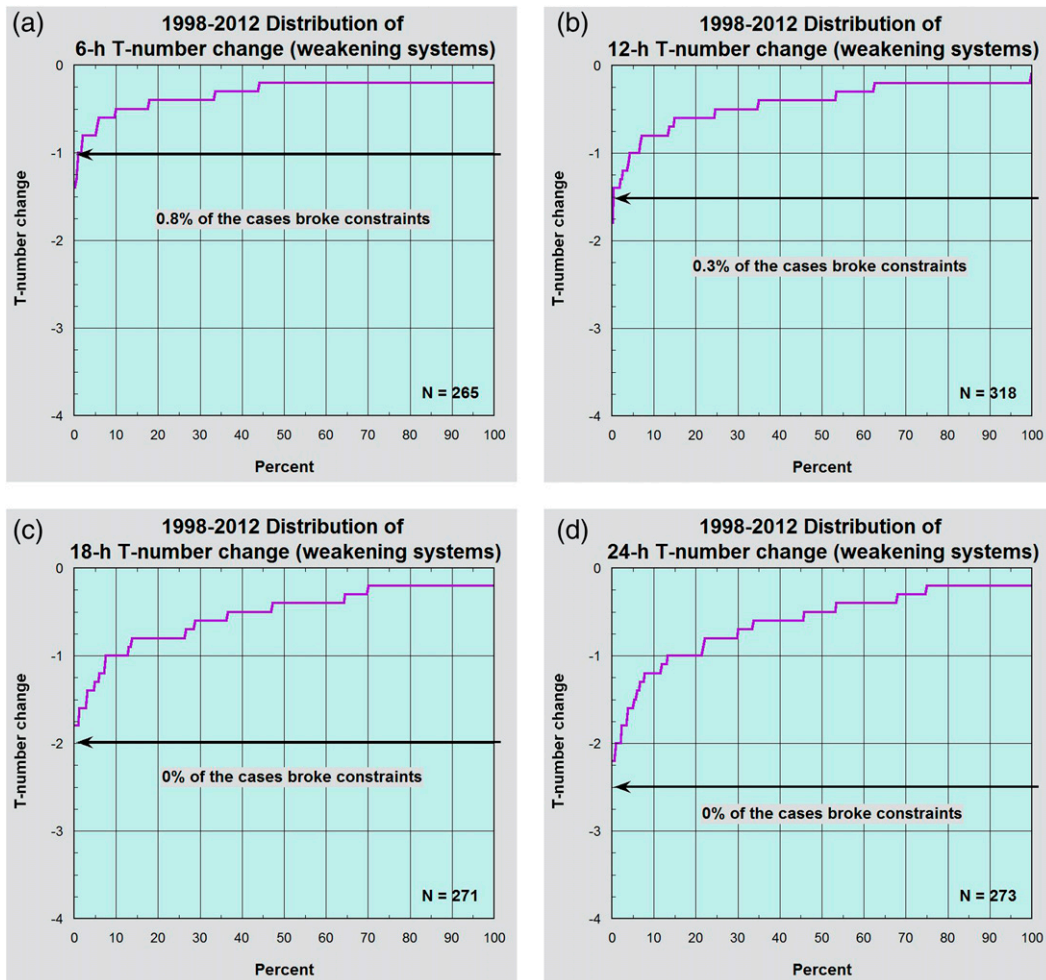 (a)
1998-2012 Distribution of
6-h T-number change (weakening systems)
0
-1
-2
-3
-4
T-number change
0.8% of the cases broke constraints
N = 265
0 10 20 30 40 50 60 70 80 90 100
Percent
(b)
1998-2012 Distribution of
12-h T-number change (weakening systems)
0
-1
-2
-3
-4
T-number change
0.3% of the cases broke constraints
N = 318
0 10 20 30 40 50 60 70 80 90 100
Percent
(c)
1998-2012 Distribution of
18-h T-number change (weakening systems)
0
-1
-2
-3
-4
T-number change
0% of the cases broke constraints
N = 271
0 10 20 30 40 50 60 70 80 90 100
Percent
(d)
1998-2012 Distribution of
24-h T-number change (weakening systems)
0
-1
-2
-3
-4
T-number change
0% of the cases broke constraints
N = 273
0 10 20 30 40 50 60 70 80 90 100
Percent